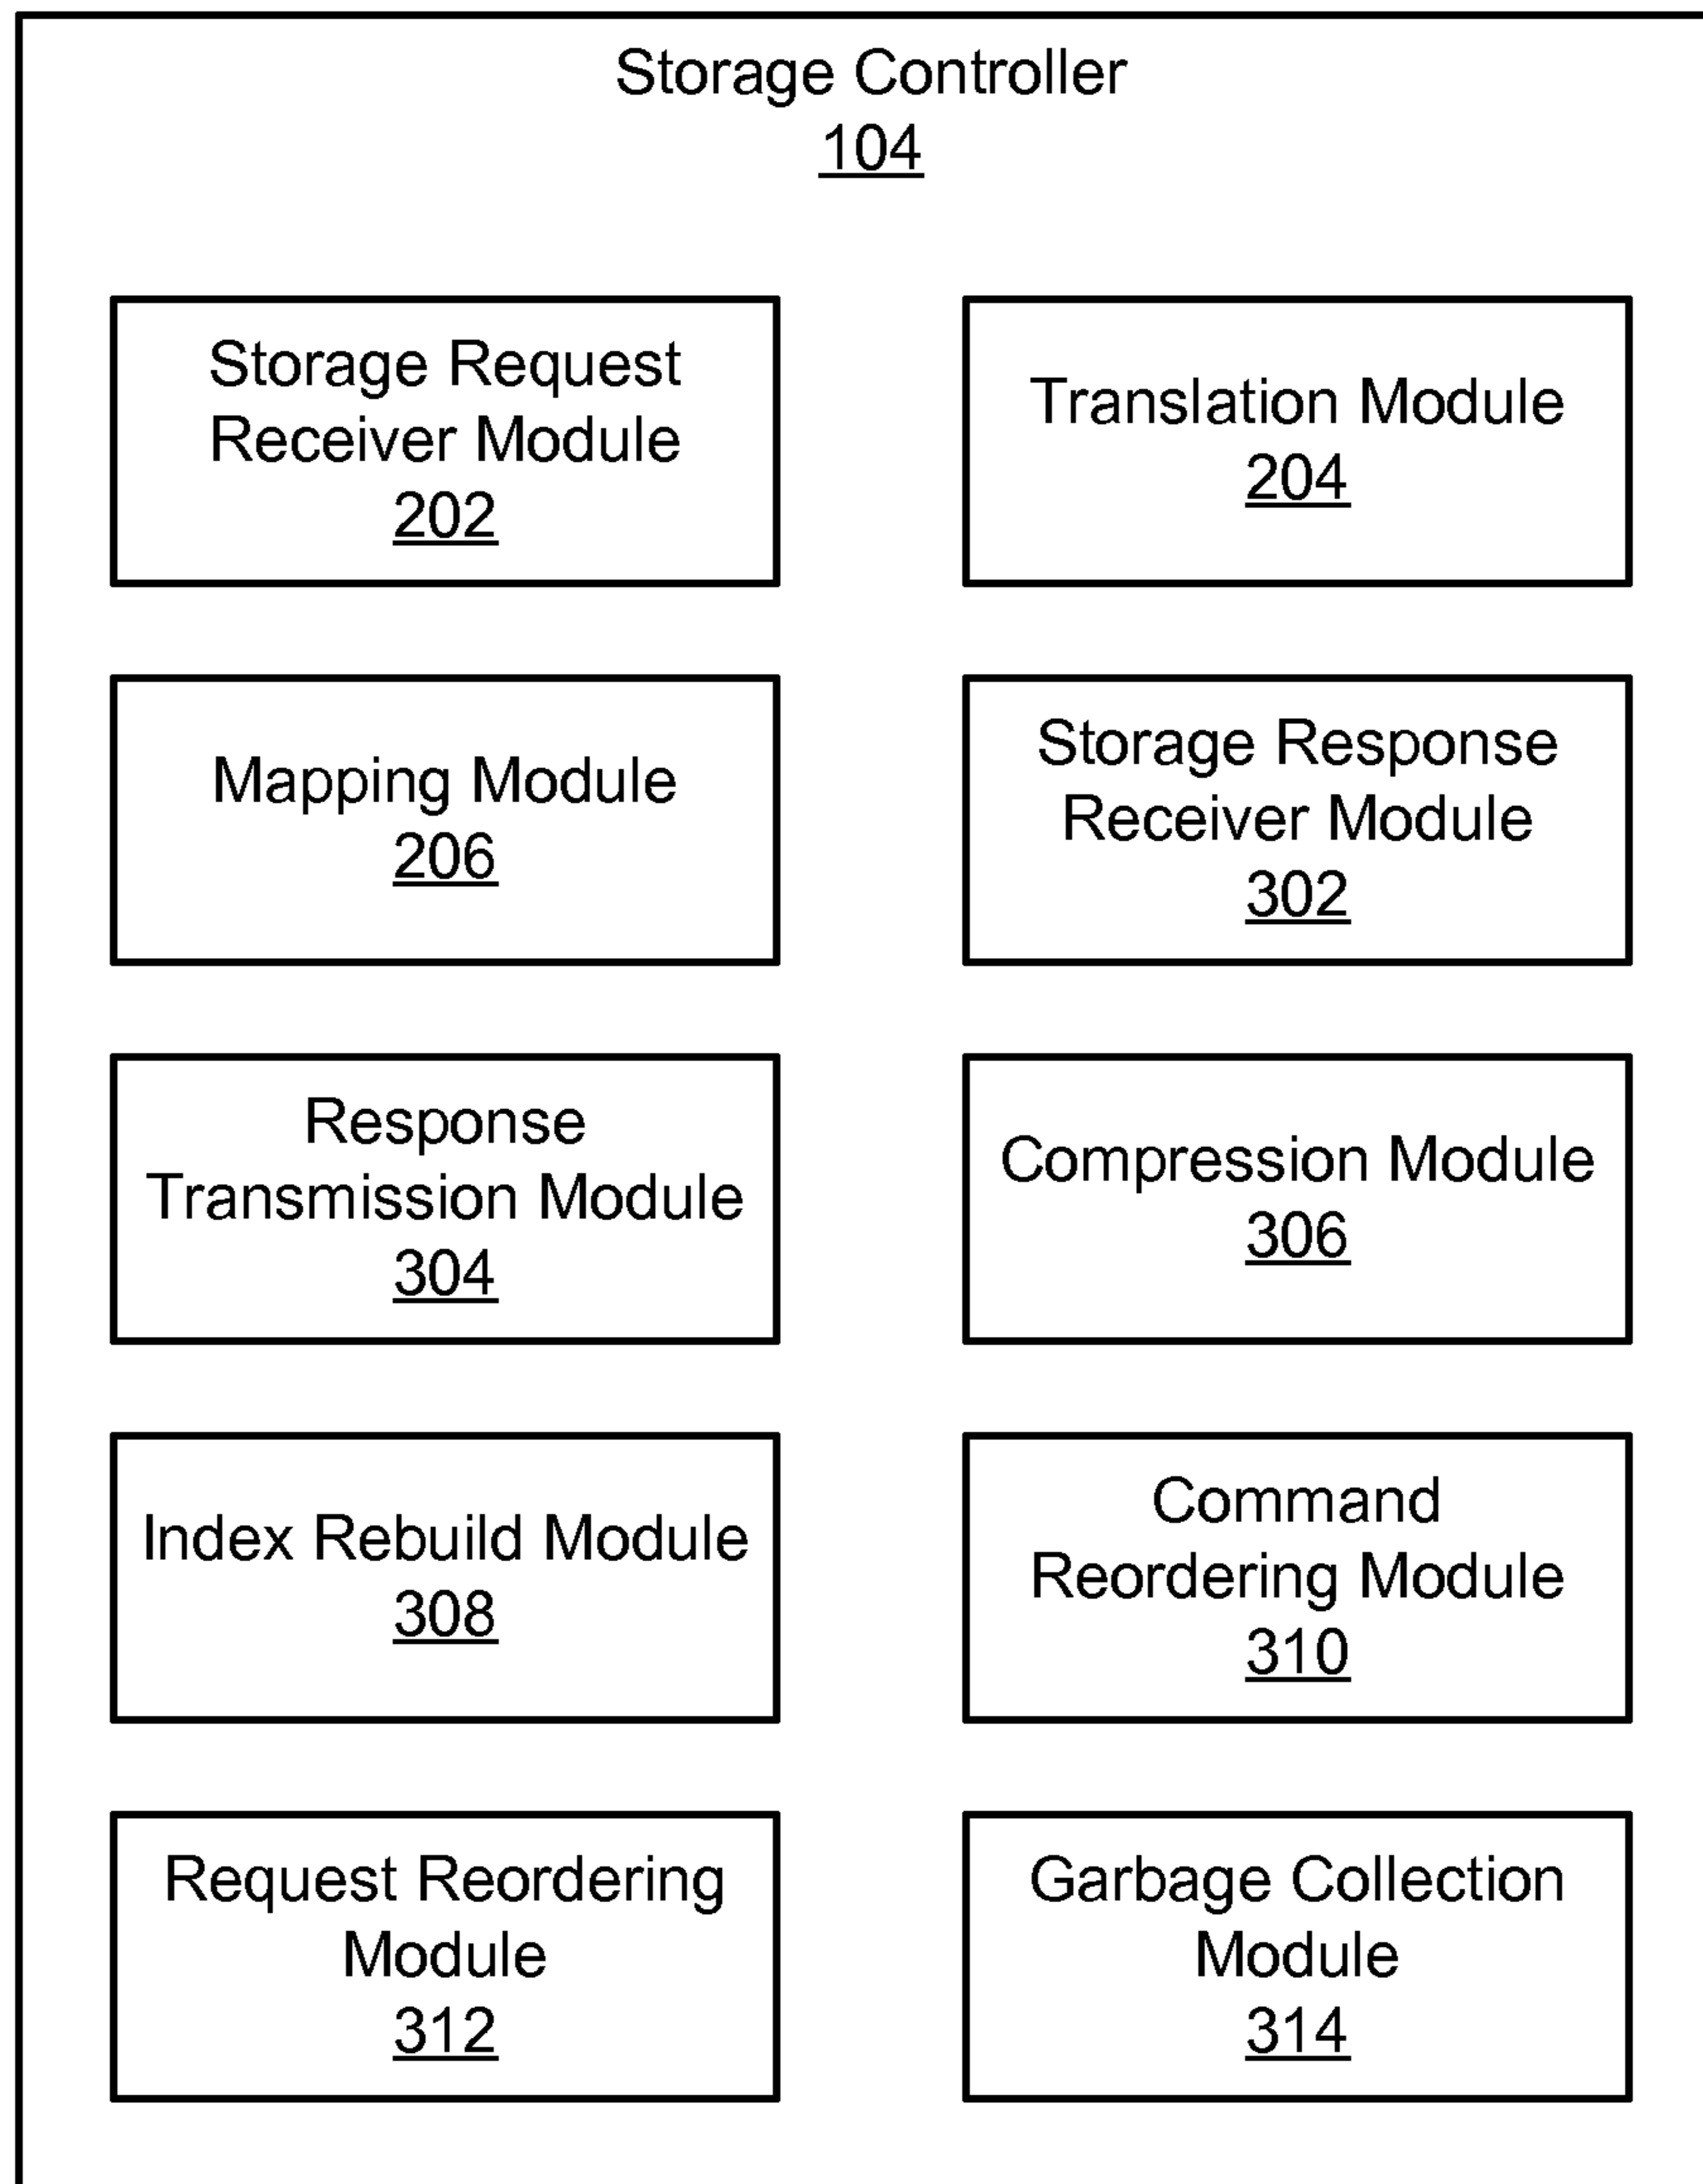 Storage Controller
104
Storage Request
Receiver Module
202
Translation Module
204
Mapping Module
206
Storage Response
Receiver Module
302
Response
Transmission Module
304
Compression Module
306
Index Rebuild Module
308
Command
Reordering Module
310
Request Reordering
Module
312
Garbage Collection
Module
314